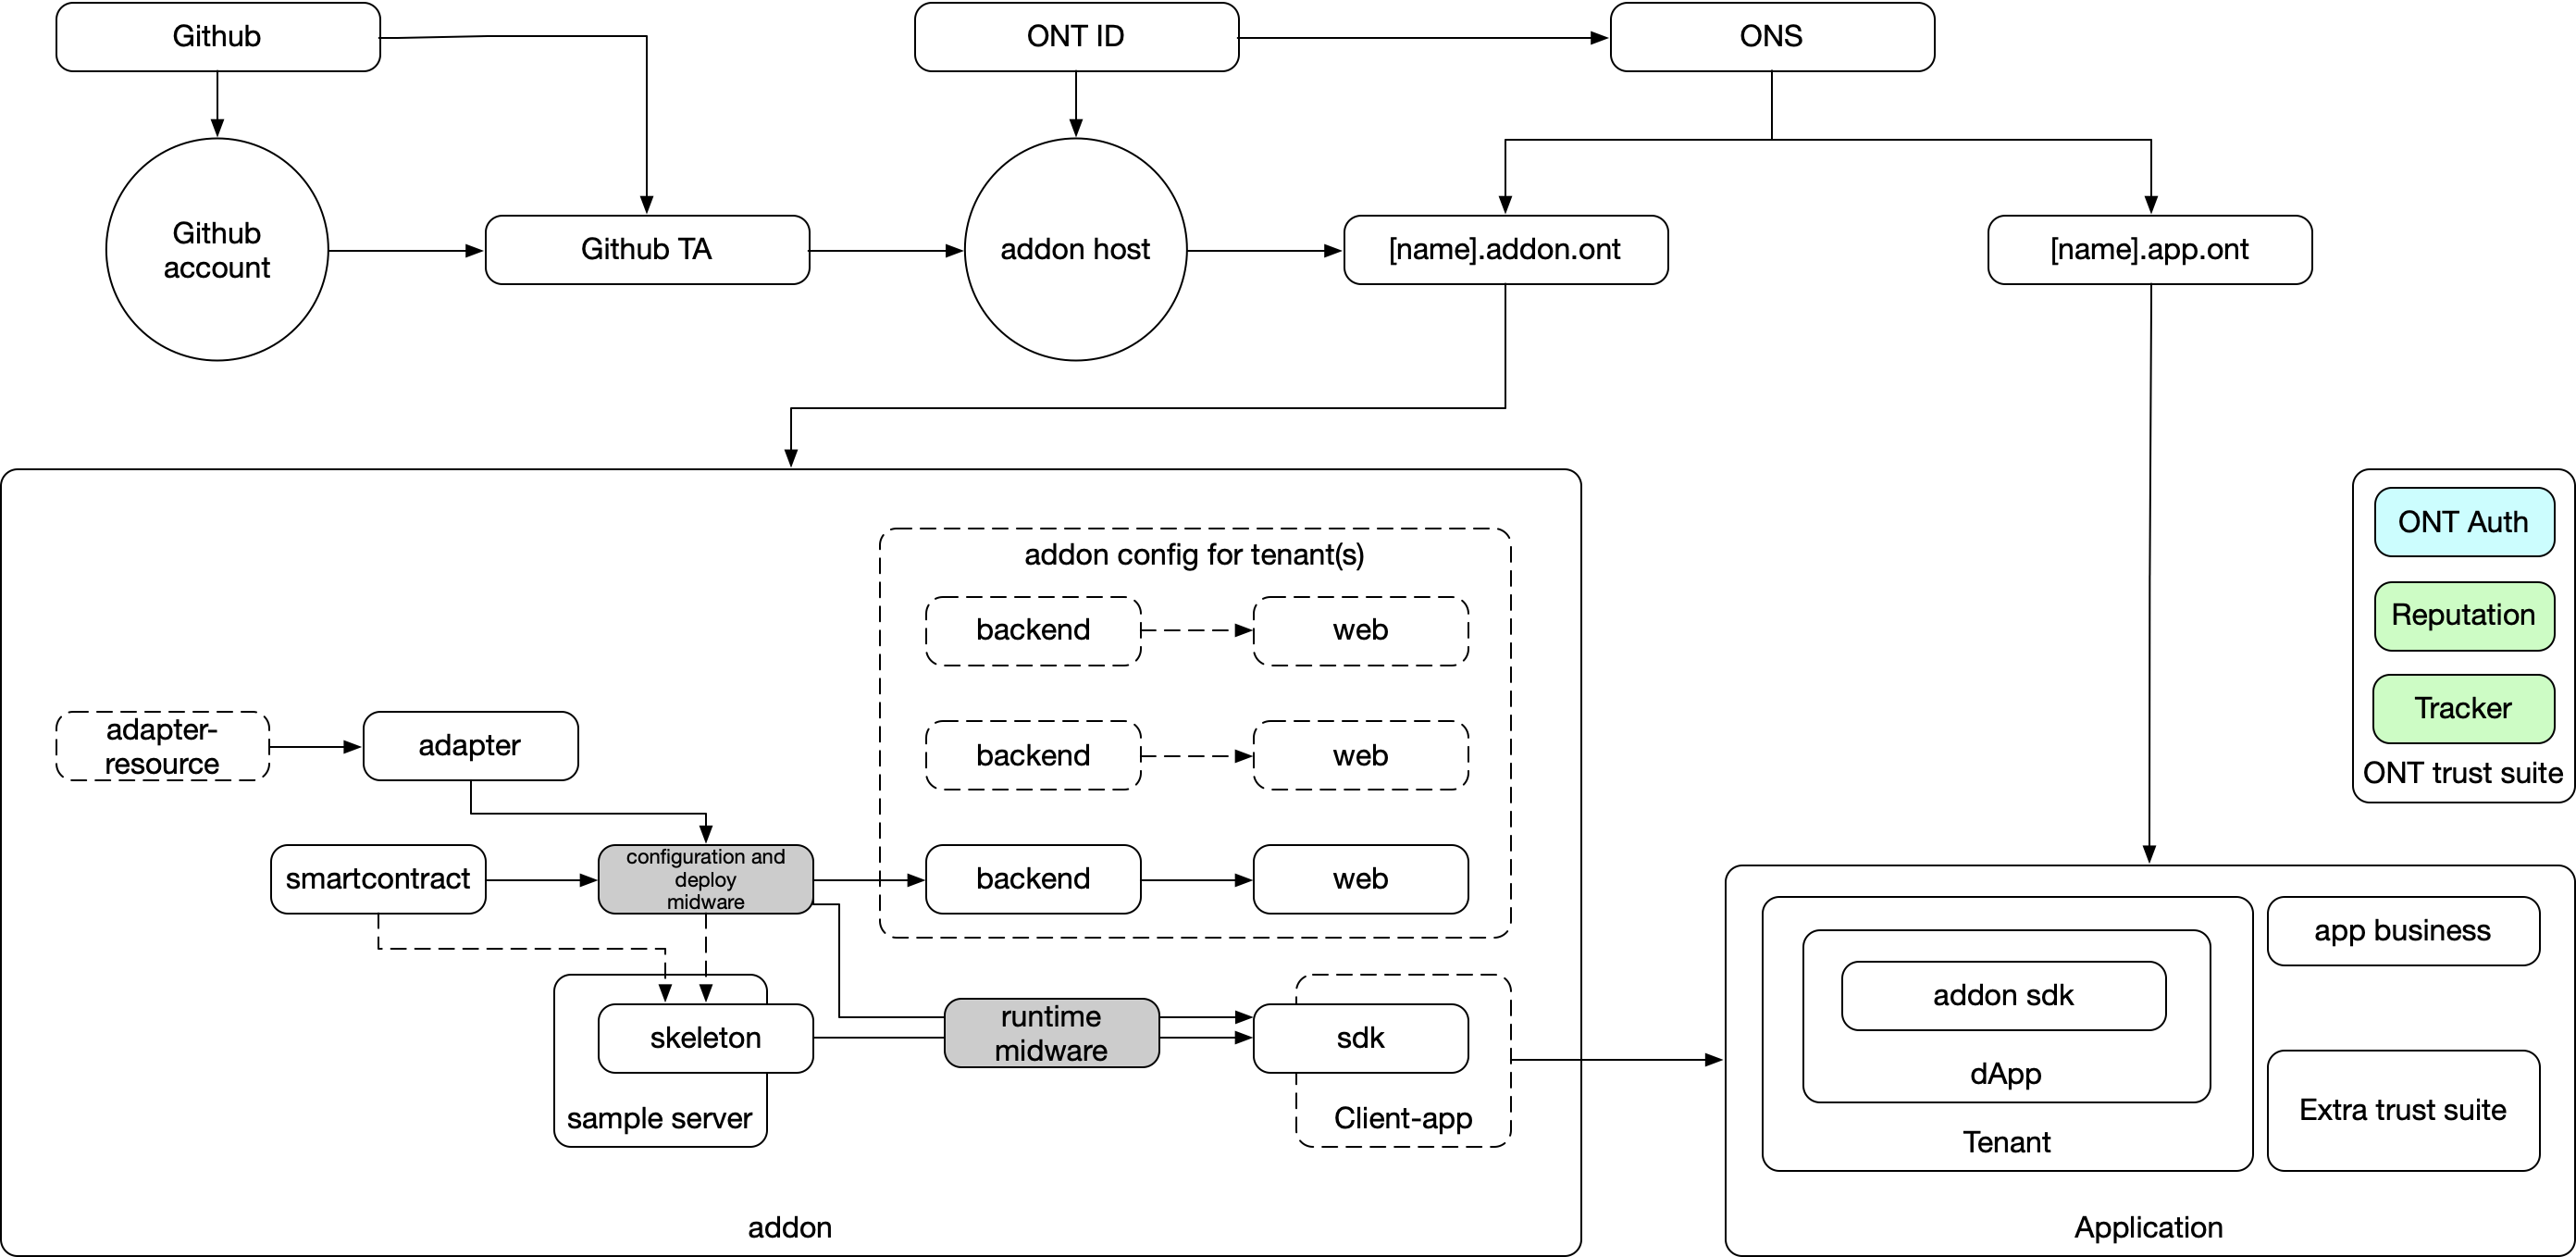 Github
ONT ID
ONS
Github
account
Github TA
addon host
[name].addon.ont
[name].app.ont
addon config for tenant(s)
backend
web
backend
web
backend
web
adapter-
resource
adapter
smartcontract
configuration and
deploy
midware
skeleton
sample server
runtime
midware
sdk
Client-app
addon
ONT Auth
Reputation
Tracker
ONT trust suite
addon sdk
dApp
Tenant
app business
Extra trust suite
Application